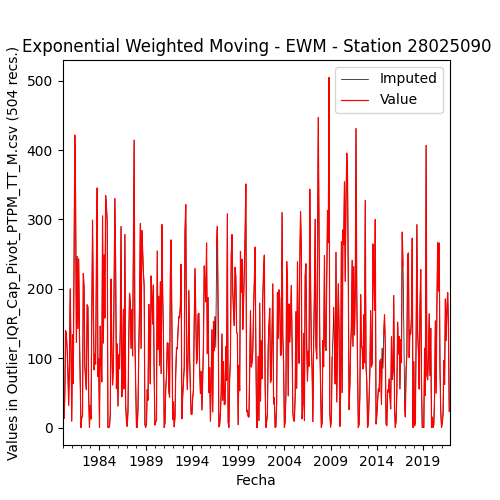 Exponential Weighted Moving - EWM - Station 28025090
Imputed
Value
Values in Outlier_IQR_Cap_Pivot_PTPM_TT_M.csv (504 recs.)
500
400
300
200
100
0
1984 1989 1994 1999 2004 2009 2014 2019
Fecha